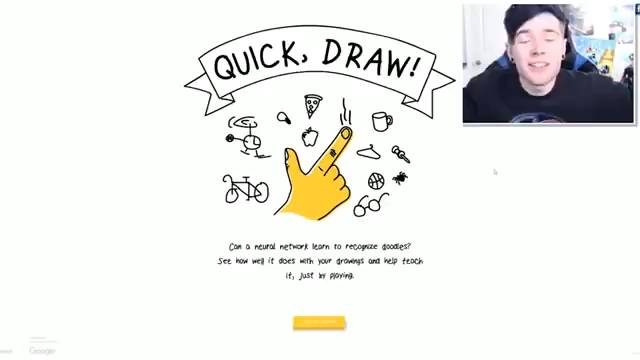 QUICK, DRAW!
Can a neural network learn to recognize doodles?
See how well it does with your drawings and help teach
it, just by playing.
Google